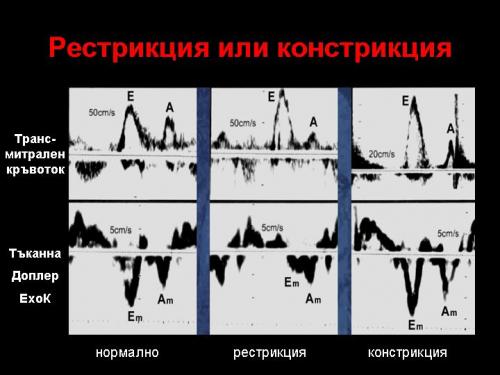 Рестрикция или констрикция
E
A
50cm/s
E
A
50cm/s
E
A
20cm/s
Транс-
митрален
кръвоток
5cm/s
Em
Am
5cm/s
Em
Am
5cm/s
Em
Am
Тъканна
Доплер
ЕхоК
нормално
рестрикция
констрикция